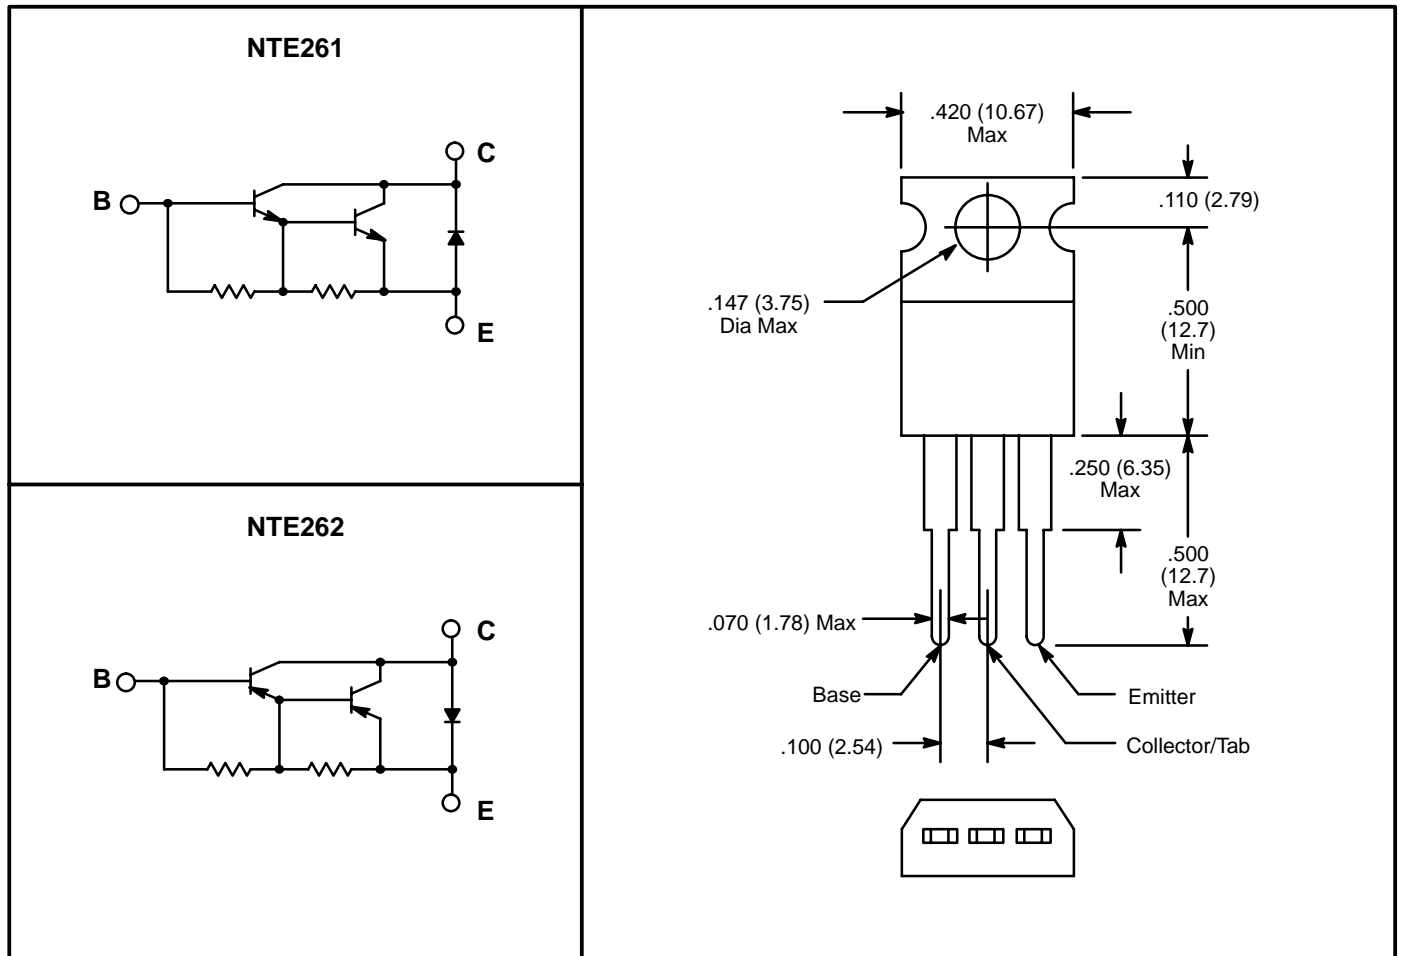 NTE261
C
B
E
NTE262
C
B
E
.420 (10.67)
Max
.110 (2.79)
.147 (3.75)
Dia Max
.500
(12.7)
Min
.250 (6.35)
Max
.500
(12.7)
Max
.070 (1.78) Max
Base
Emitter
.100 (2.54)
Collector/Tab